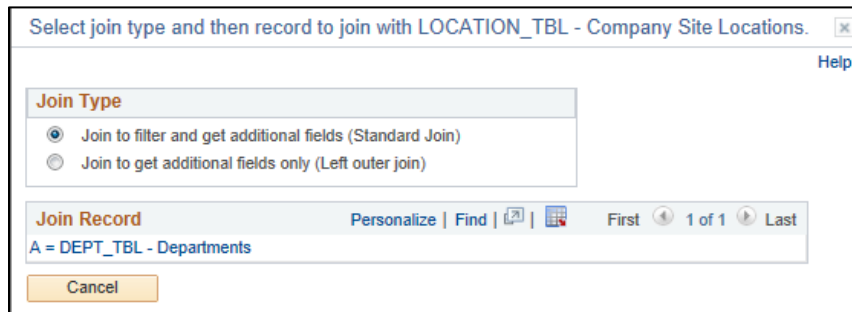 Select join type and then record to join with LOCATION_TBL - Company Site Locations.
Help
Join Type
Join to filter and get additional fields (Standard Join)
Join to get additional fields only (Left outer join)
Join Record Personalize | Find | | First 1 of 1 Last
A = DEPT_TBL - Departments
Cancel